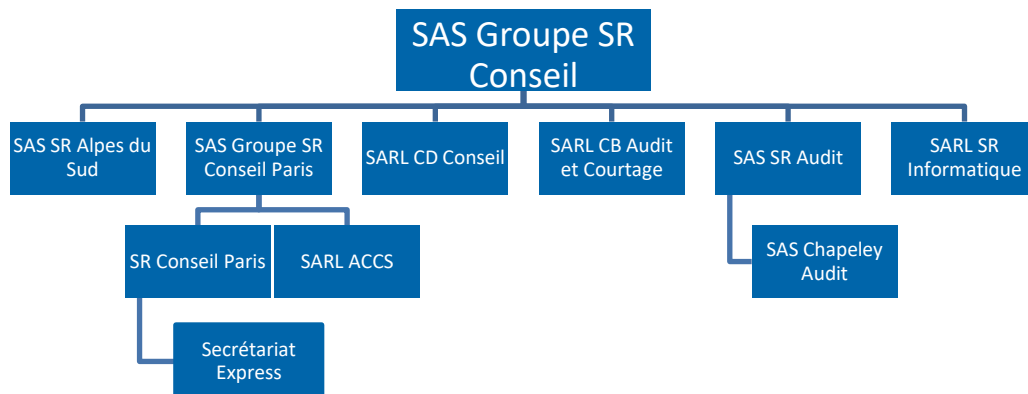 SAS Groupe SR
Conseil
SAS SR Alpes du
Sud
SAS Groupe SR
Conseil Paris
SARL CD Conseil
SARL CB Audit
et Courtage
SAS SR Audit
SARL SR
Informatique
SR Conseil Paris
SARL ACCS
SAS Chapeley
Audit
Secrétariat
Express